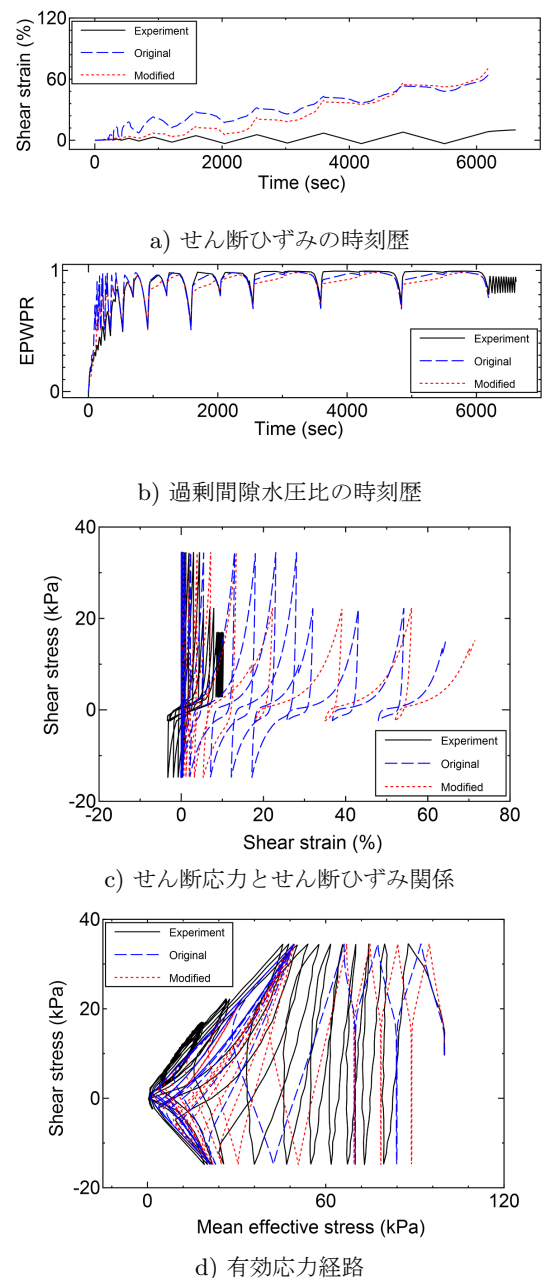 120
60
0
Shear strain (%)
Experiment
Original
Modified
0 2000 4000 6000
Time (sec)
a) せん断ひずみの時刻歴
1
0
EPWPR
Experiment
Original
Modified
0 2000 4000 6000
Time (sec)
b) 過剰間隙水圧比の時刻歴
40
20
0
-20
Shear stress (kPa)
Experiment
Original
Modified
-20 0 20 40 60 80
Shear strain (%)
c) せん断応力とせん断ひずみ関係
40
20
0
-20
Shear stress (kPa)
Experiment
Original
Modified
0 60 120
Mean effective stress (kPa)
d) 有効応力経路